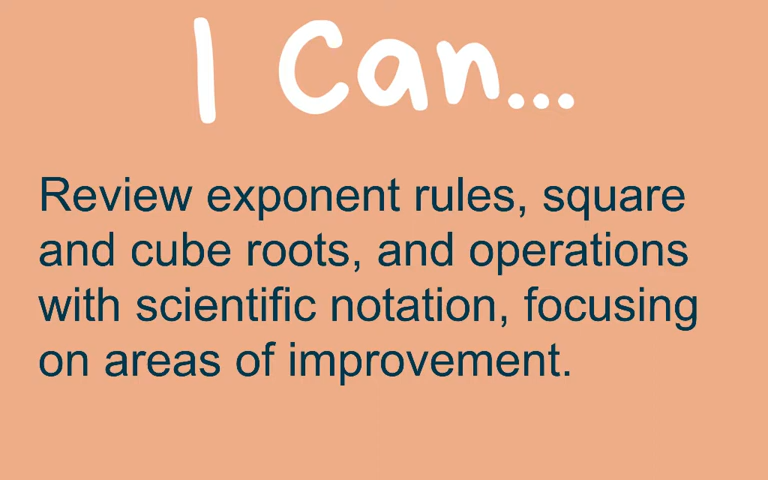 I Can...
Review exponent rules, square
and cube roots, and operations
with scientific notation, focusing
on areas of improvement.